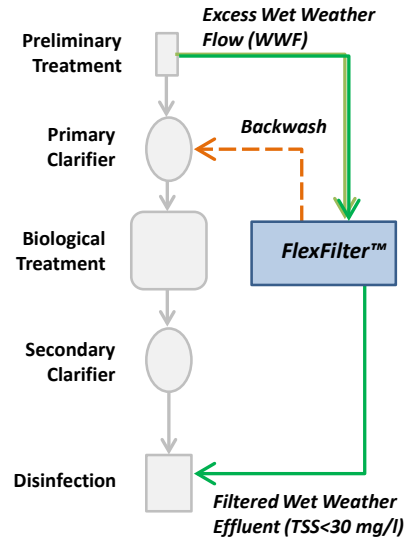 Excess Wet Weather
Flow (WWF)
Preliminary
Treatment
Primary
Clarifier
Backwash
Biological
Treatment
FlexFilter™
Secondary
Clarifier
Disinfection
Filtered Wet Weather
Effluent (TSS<30 mg/l)